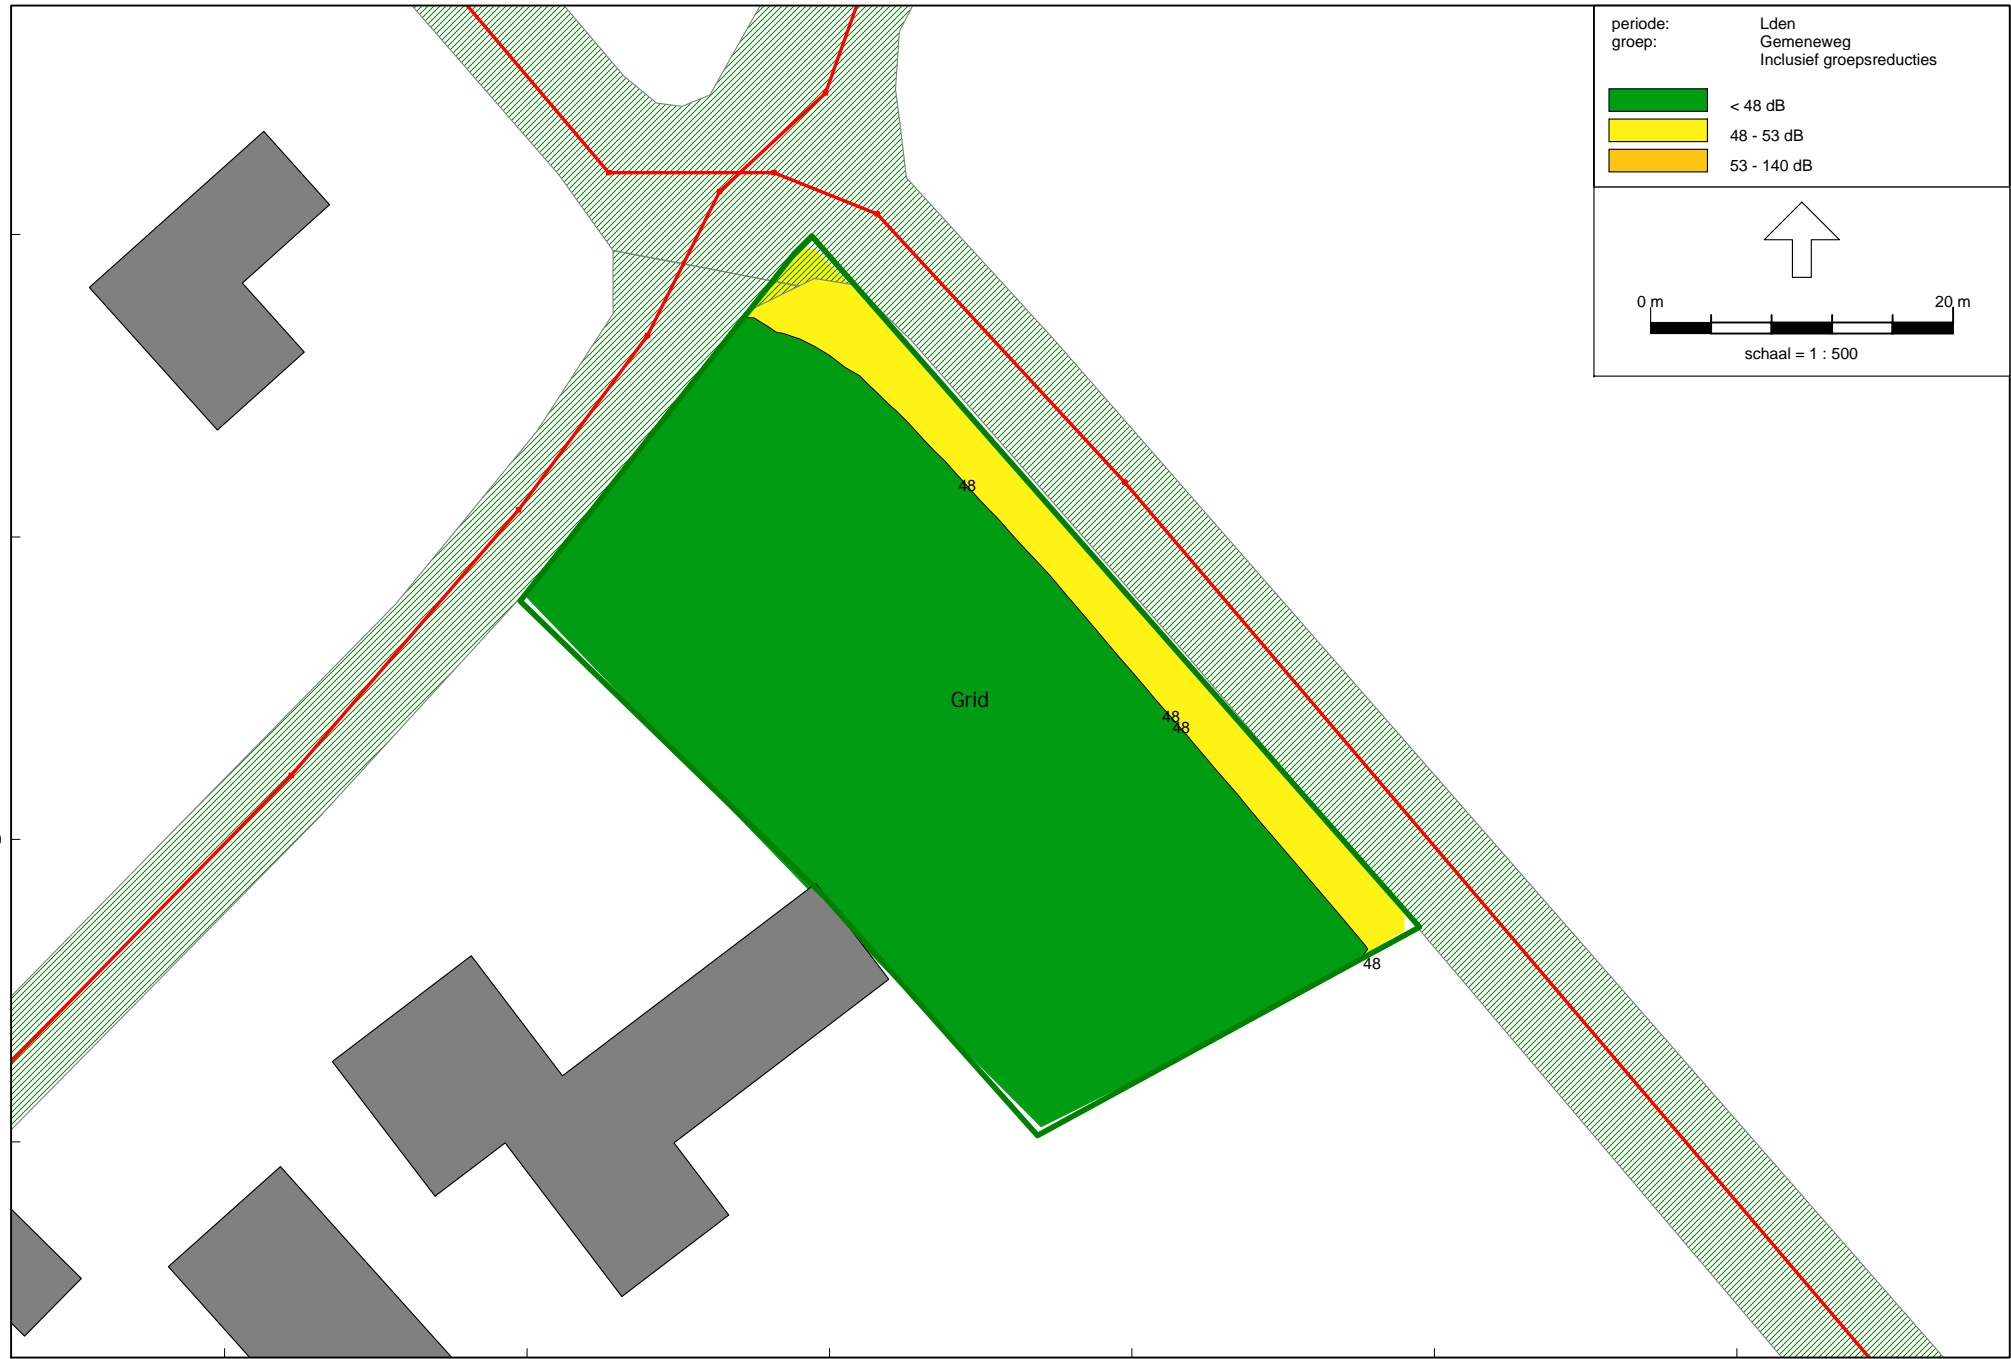 periode: Lden
groep: Gemeneweg
Inclusief groepsreducties
< 48 dB
48 - 53 dB
53 - 140 dB
0 m 20 m
schaal = 1 : 500
48
Grid
48
48
48